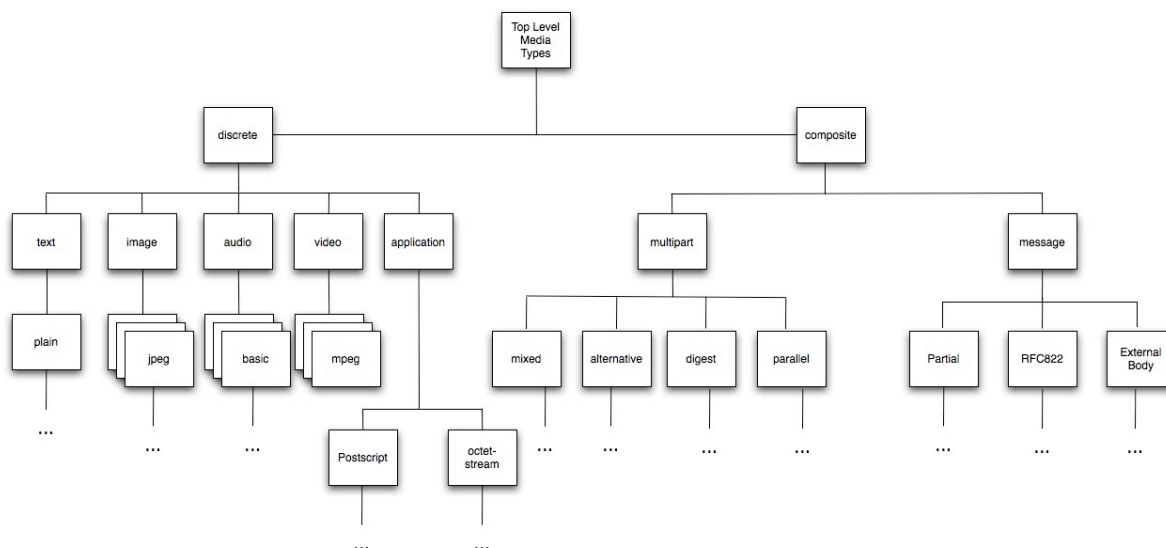 Top Level
Media
Types
discrete
composite
text
image
audio
video
application
multipart
message
plain
jpeg
basic
mpeg
mixed
alternative
digest
parallel
Partial
RFC822
External
Body
...
...
...
Postscript
octet-
stream
...
...
...
...
...
...
...
...
...